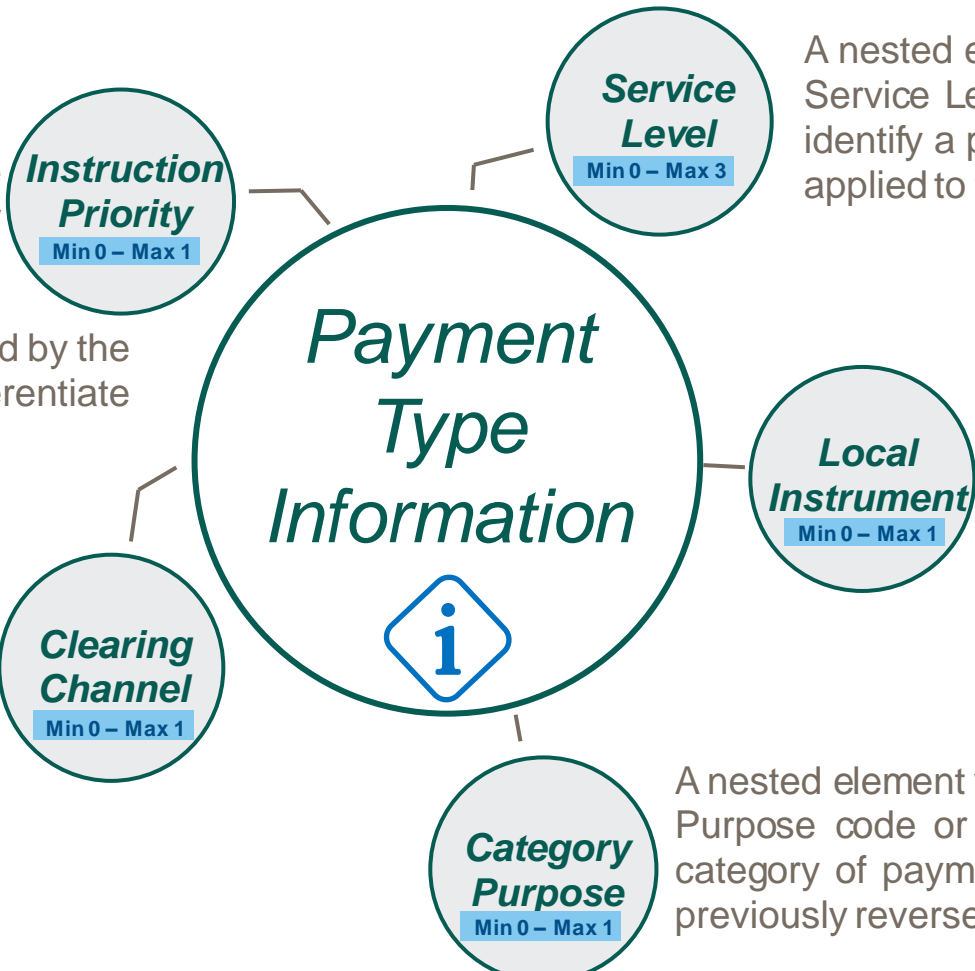 A nested e
Service Le
identify a p
applied to
Service
Level
Min 0 – Max 3
Instruction
Priority
Min 0 – Max 1
d by the
erentiate
Payment
Type
Information
i
Local
Instrument
Min 0 – Max 1
Clearing
Channel
Min 0 – Max 1
Category
Purpose
Min 0 – Max 1
A nested element
Purpose code or
category of paym
previously reverse